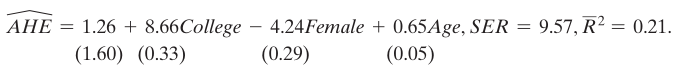 \widehat{AHE} = 1.26 + 8.66College − 4.24Female + 0.65Age, SER = 9.57, R̅² = 0.21.
(1.60) (0.33) (0.29) (0.05)